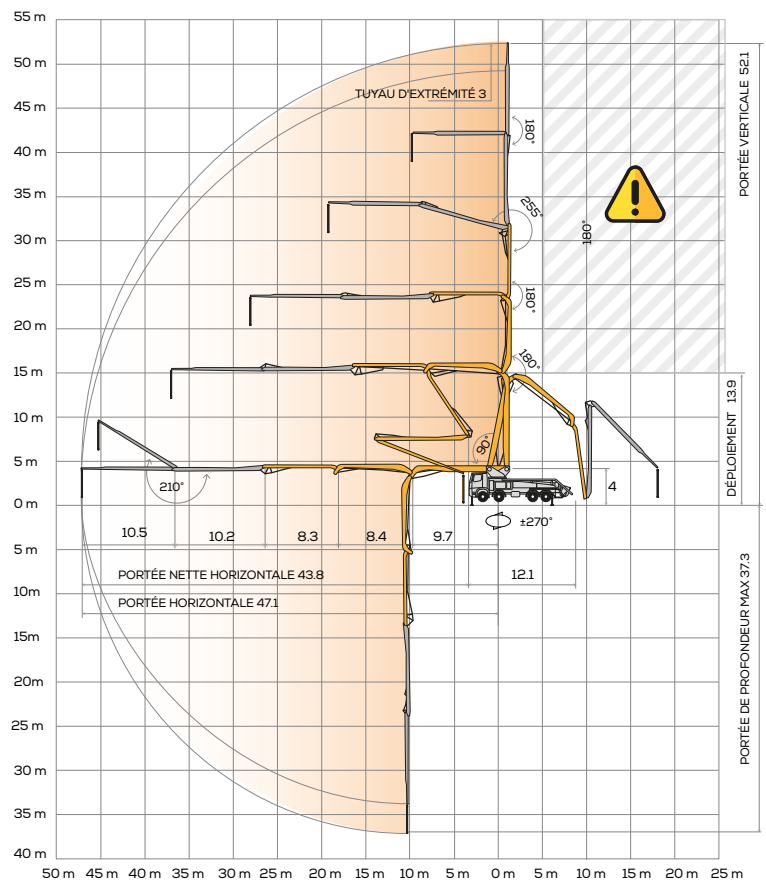 55 m
50 m
45 m
40 m
35 m
30 m
25 m
20 m
15 m
10 m
5 m
0 m
5 m
10m
15m
20 m
25 m
30 m
35 m
40 m
50 m 45 m 40 m 35 m 30 m 25 m 20 m 15 m 10 m 5 m 0 m 5 m 10 m 15 m 20 m 25 m
TUYAU D'EXTRÉMITÉ 3
180°
255°
180°
180°
180°
90°
210°
±270°
4
10.5 10.2 8.3 8.4 9.7
12.1
PORTÉE NETTE HORIZONTALE 43.8
PORTÉE HORIZONTALE 47.1
PORTÉE VERTICALE 52.1
DÉPLOIEMENT 13.9
PORTÉE DE PROFONDEUR MAX 37.3